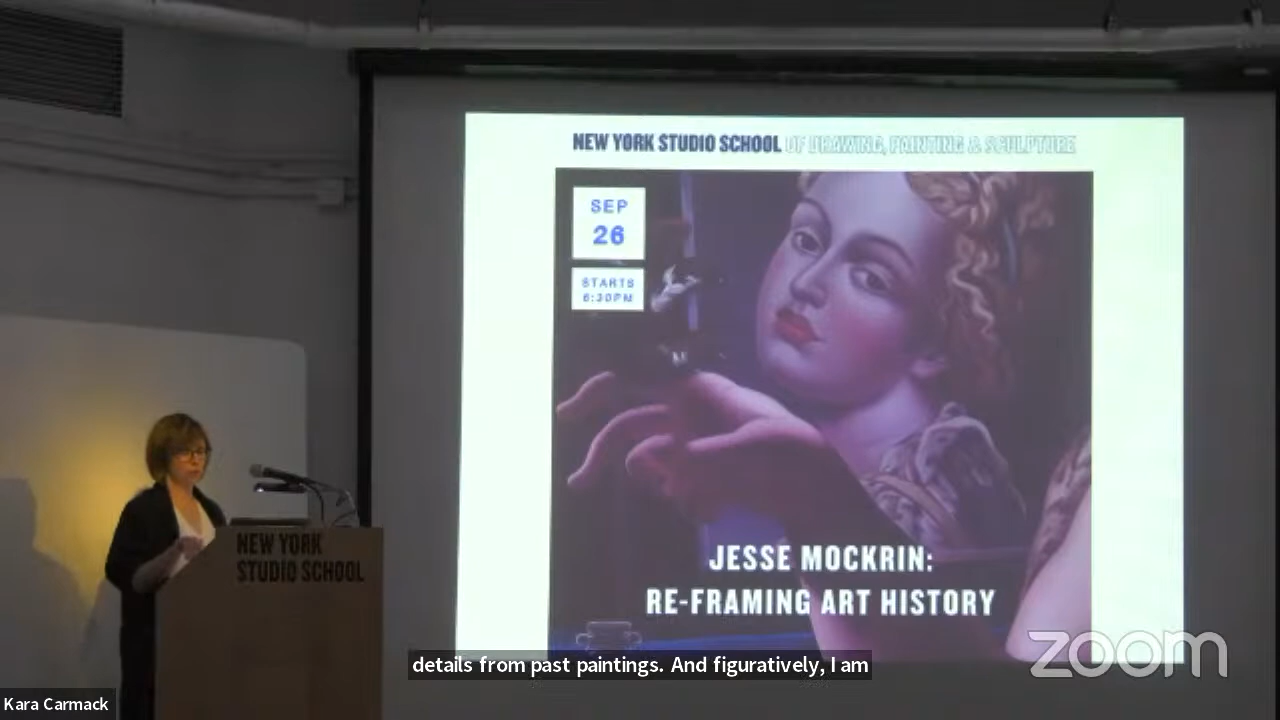 NEW YORK STUDIO SCHOOL OF DRAWING, PAINTING & SCULPTURE
SEP
26
STARTS
6:30PM
JESSE MOCKRIN:
RE-FRAMING ART HISTORY
NEW YORK
STUDIO SCHOOL
details from past paintings. And figuratively, I am
zoom
Kara Carmack